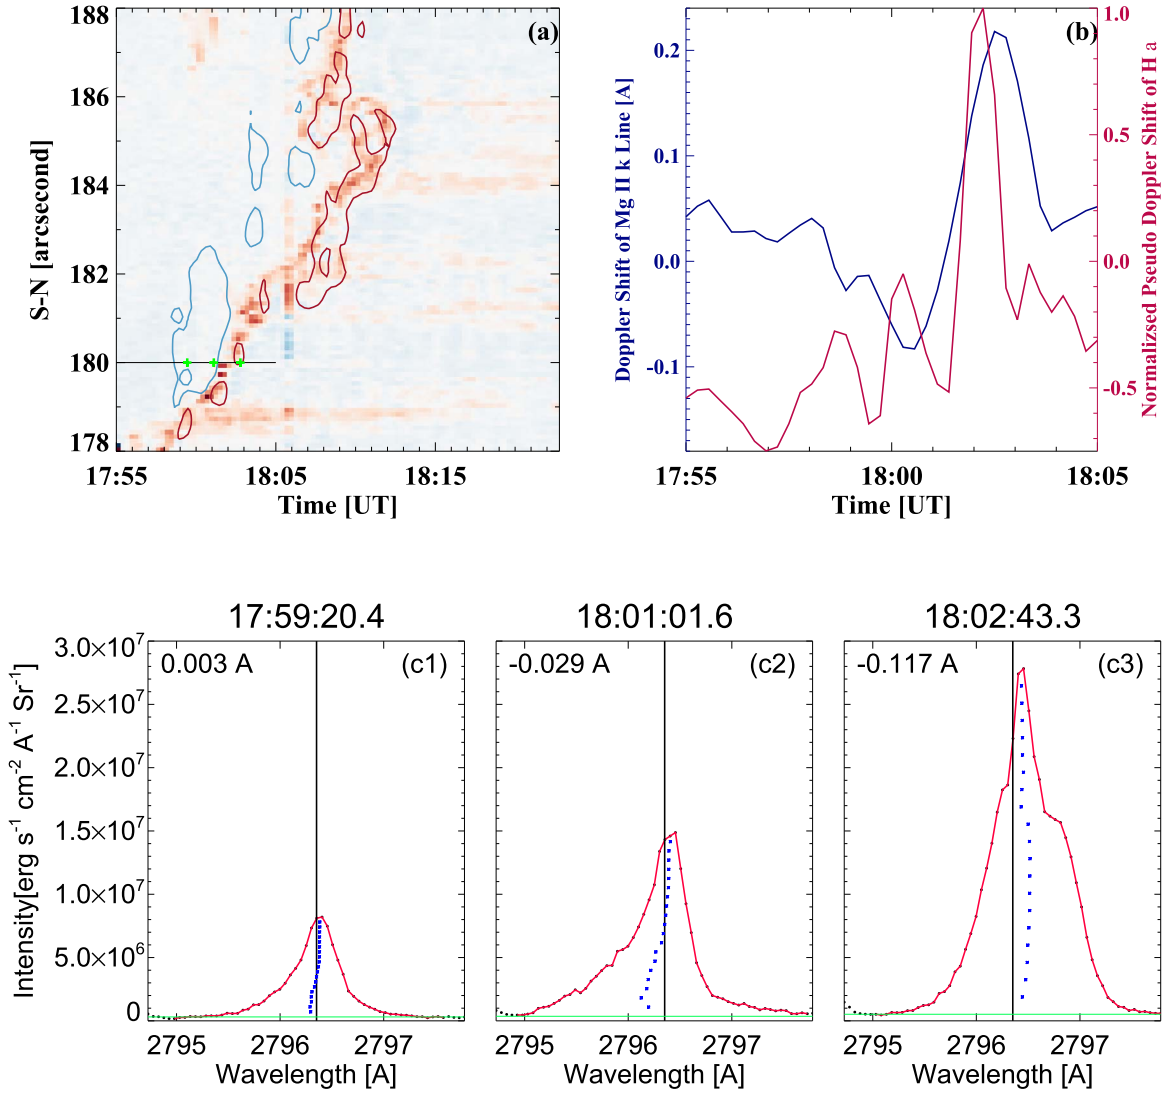 188
186
184
182
180
178
S-N [arcsecond]
(a)
17:55
18:05
18:15
Time [UT]
0.2
0.1
0.0
-0.1
Doppler Shift of Mg II k Line [A]
(b)
1.0
0.5
0.0
-0.5
Normalizsed Pseudo Doppler Shift of H a
17:55
18:00
18:05
Time [UT]
17:59:20.4
18:01:01.6
18:02:43.3
3.0×10⁷
2.5×10⁷
2.0×10⁷
1.5×10⁷
1.0×10⁷
5.0×10⁶
0
Intensity[erg s⁻¹ cm⁻² A⁻¹ Sr⁻¹]
0.003 A
(c1)
-0.029 A
(c2)
-0.117 A
(c3)
2795
2796
2797
2795
2796
2797
2795
2796
2797
Wavelength [A]
Wavelength [A]
Wavelength [A]